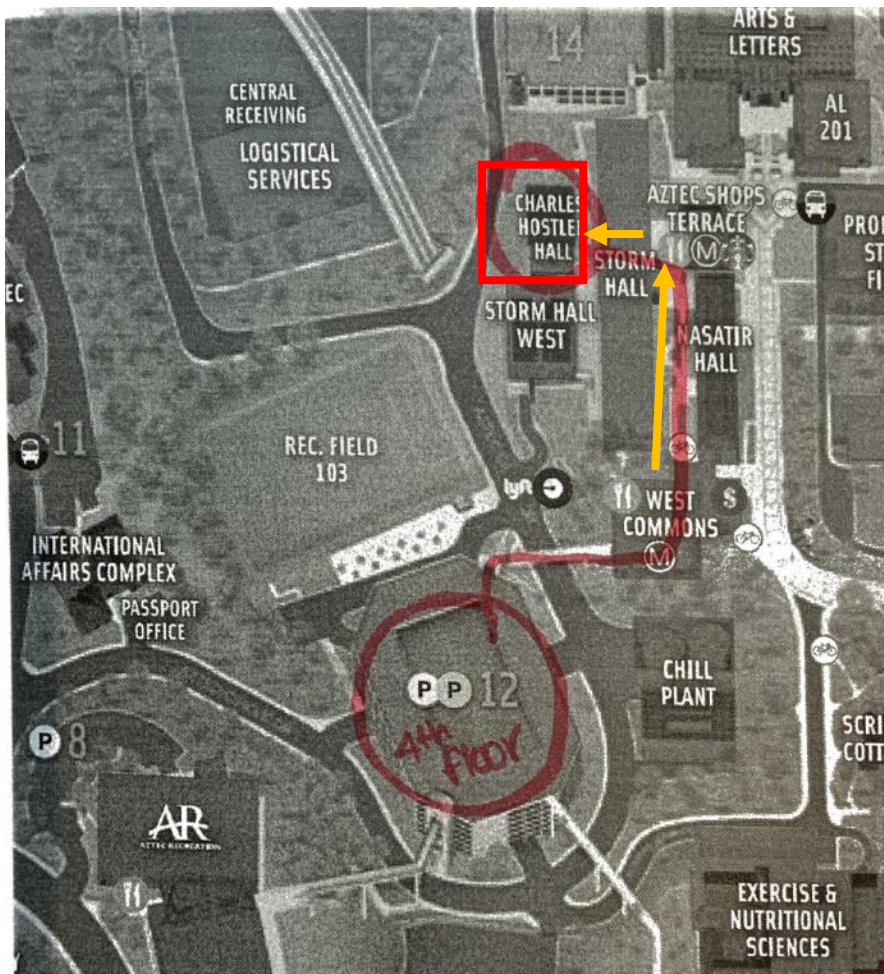 ARTS &
LETTERS
14
CENTRAL
RECEIVING
AL
201
LOGISTICAL
SERVICES
CHARLES
HOSTLER
HALL
AZTEC SHOPS
TERRACE
M
STORM
HALL
EC
STORM HALL
WEST
NASATIR
HALL
11
REC. FIELD
103
lyft
$
WEST
COMMONS
M
INTERNATIONAL
AFFAIRS COMPLEX
PASSPORT
OFFICE
P P 12
CHILL
PLANT
4th
Floor
P 8
AR
AZTEC RECREATION
EXERCISE &
NUTRITIONAL
SCIENCES